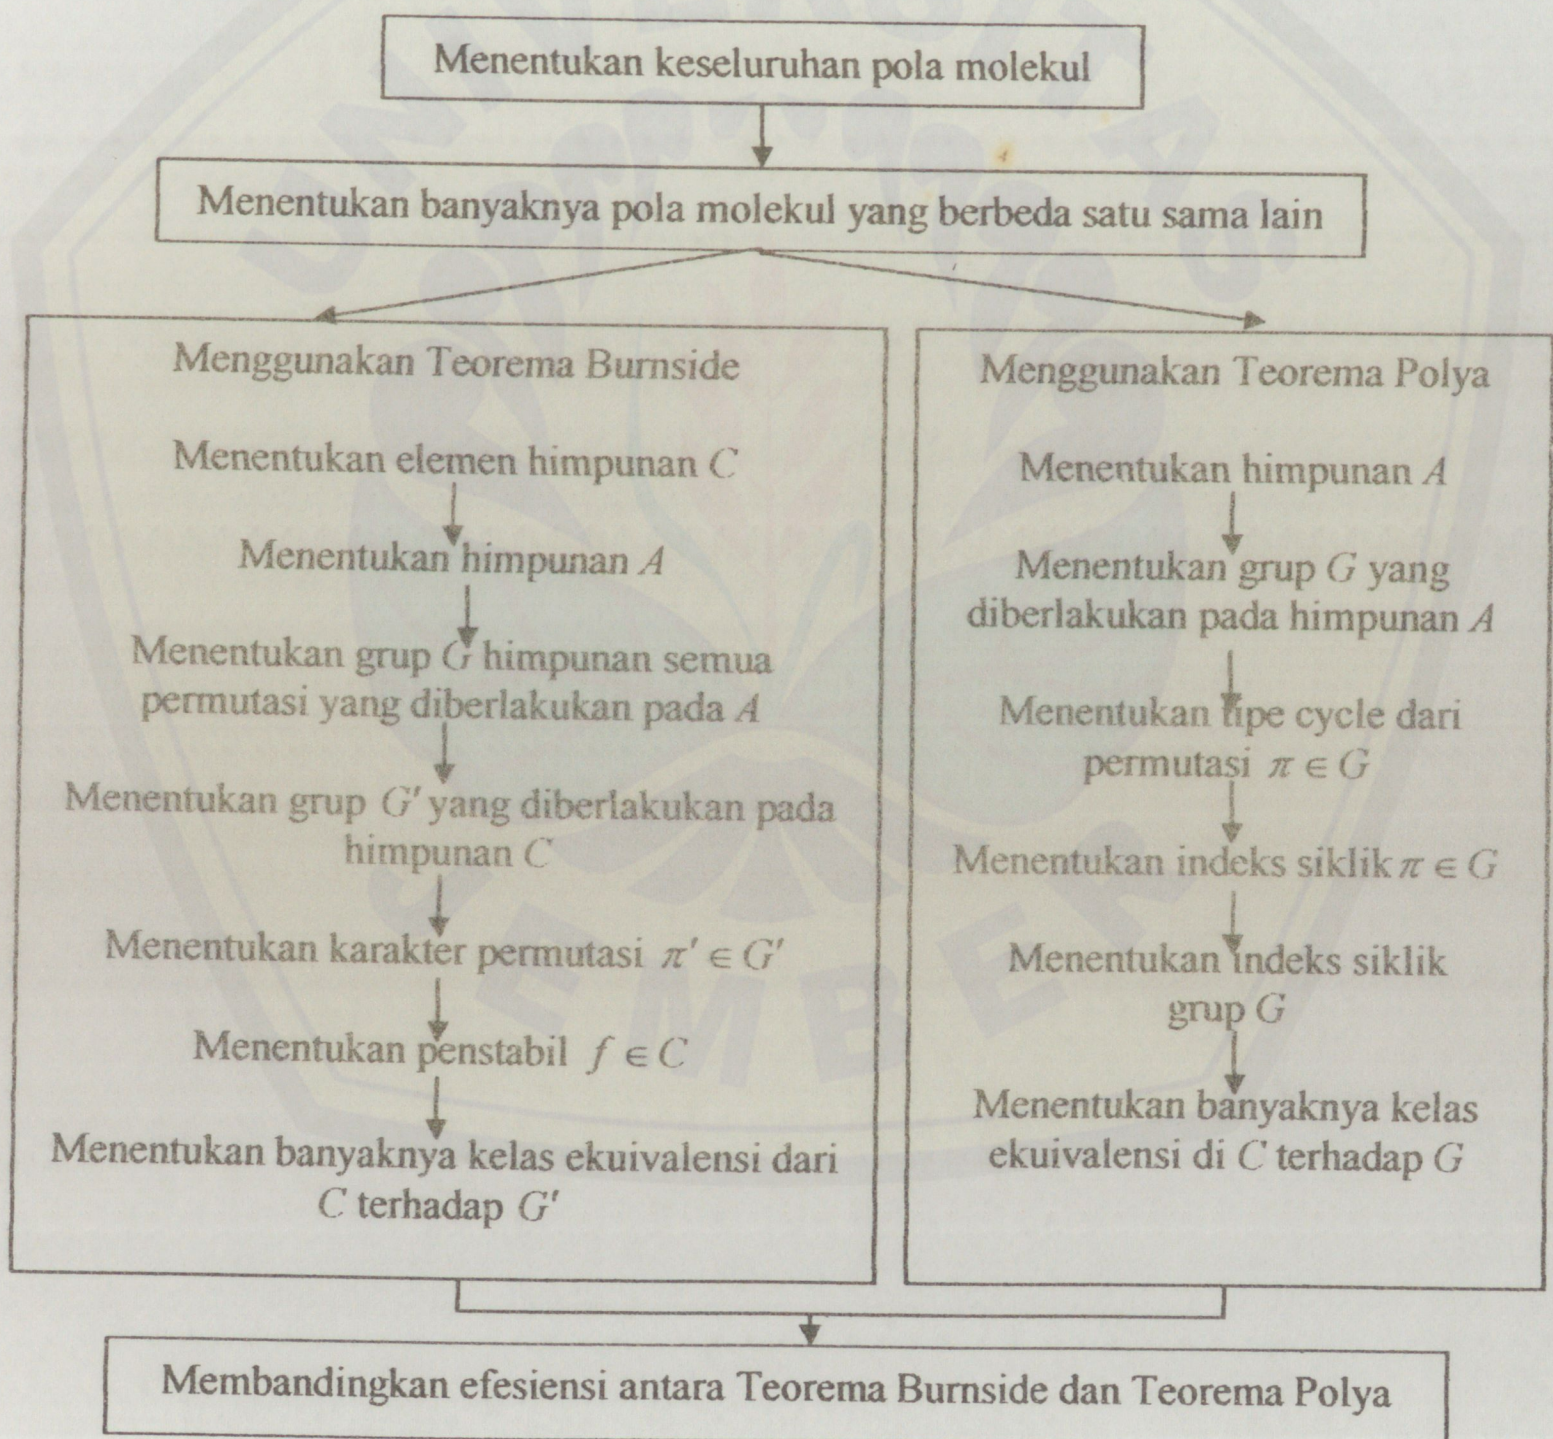 Menentukan keseluruhan pola molekul
Menentukan banyaknya pola molekul yang berbeda satu sama lain
Menggunakan Teorema Burnside
Menentukan elemen himpunan C
Menentukan himpunan A
Menentukan grup G himpunan semua
permutasi yang diberlakukan pada A
Menentukan grup G' yang diberlakukan pada
himpunan C
Menentukan karakter permutasi π' ∈ G'
Menentukan penstabil f ∈ C
Menentukan banyaknya kelas ekuivalensi dari
C terhadap G'
Menggunakan Teorema Polya
Menentukan himpunan A
Menentukan grup G yang
diberlakukan pada himpunan A
Menentukan tipe cycle dari
permutasi π ∈ G
Menentukan indeks siklik π ∈ G
Menentukan indeks siklik
grup G
Menentukan banyaknya kelas
ekuivalensi di C terhadap G
Membandingkan efesiensi antara Teorema Burnside dan Teorema Polya